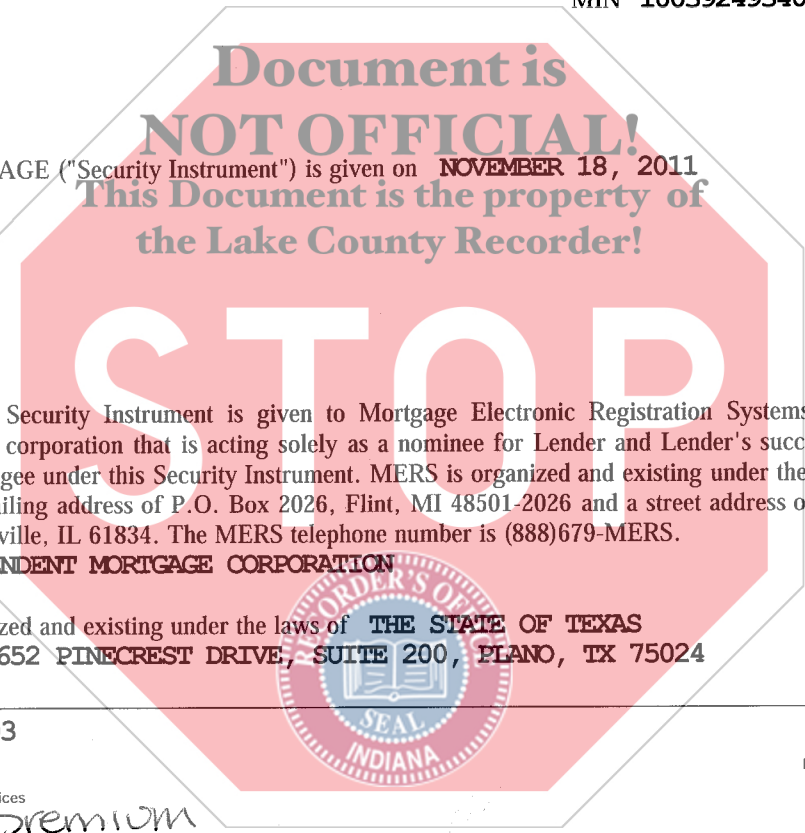 MIN 1003924934
Document is
NOT OFFICIAL!
AGE ("Security Instrument") is given on NOVEMBER 18, 2011
This Document is the property of
the Lake County Recorder!
STOP
Security Instrument is given to Mortgage Electronic Registration Systems
corporation that is acting solely as a nominee for Lender and Lender's succ
gee under this Security Instrument. MERS is organized and existing under the
iling address of P.O. Box 2026, Flint, MI 48501-2026 and a street address o
ville, IL 61834. The MERS telephone number is (888)679-MERS.
NDENT MORTGAGE CORPORATION
zed and existing under the laws of THE STATE OF TEXAS
652 PINECREST DRIVE, SUITE 200, PLANO, TX 75024
RECORDER'S OFFICE
SEAL
INDIANA
3
ices
premium